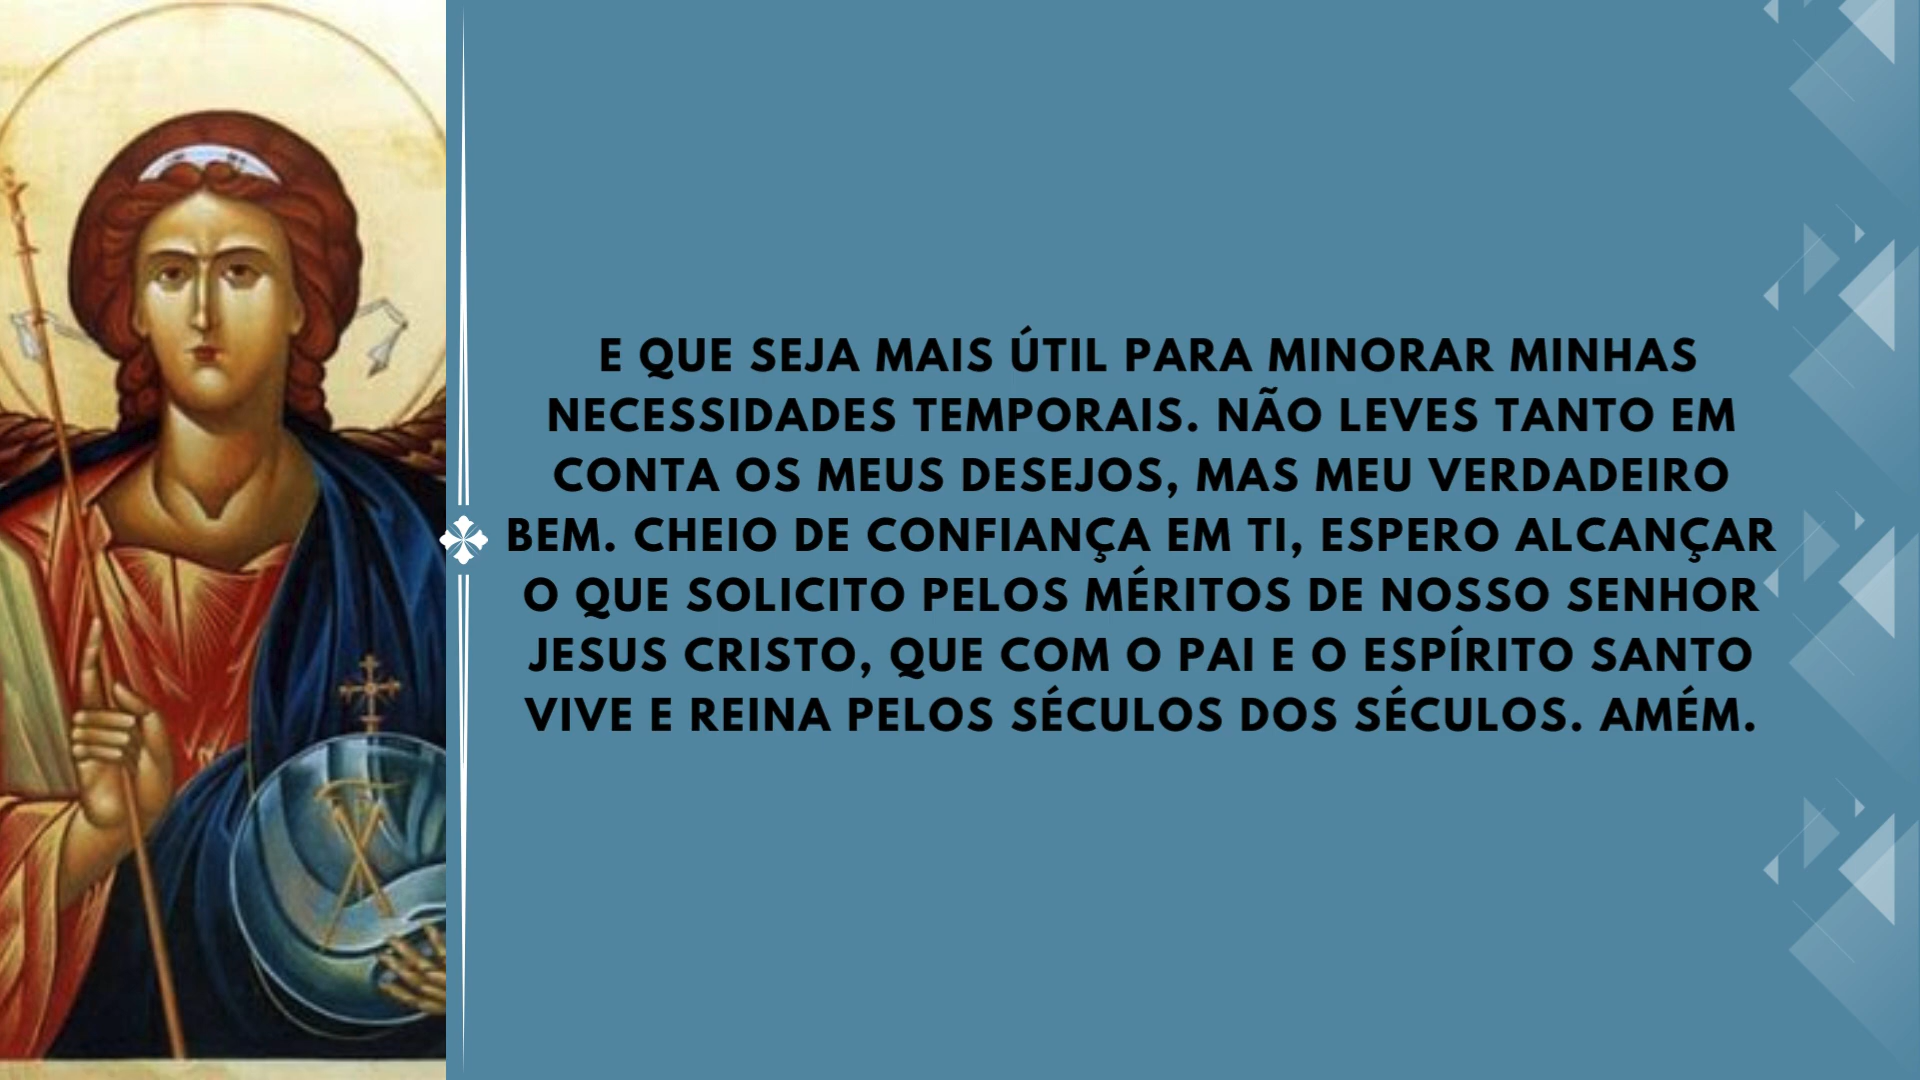 E QUE SEJA MAIS ÚTIL PARA MINORAR MINHAS
NECESSIDADES TEMPORAIS. NÃO LEVES TANTO EM
CONTA OS MEUS DESEJOS, MAS MEU VERDADEIRO
BEM. CHEIO DE CONFIANÇA EM TI, ESPERO ALCANÇAR
O QUE SOLICITO PELOS MÉRITOS DE NOSSO SENHOR
JESUS CRISTO, QUE COM O PAI E O ESPÍRITO SANTO
VIVE E REINA PELOS SÉCULOS DOS SÉCULOS. AMÉM.